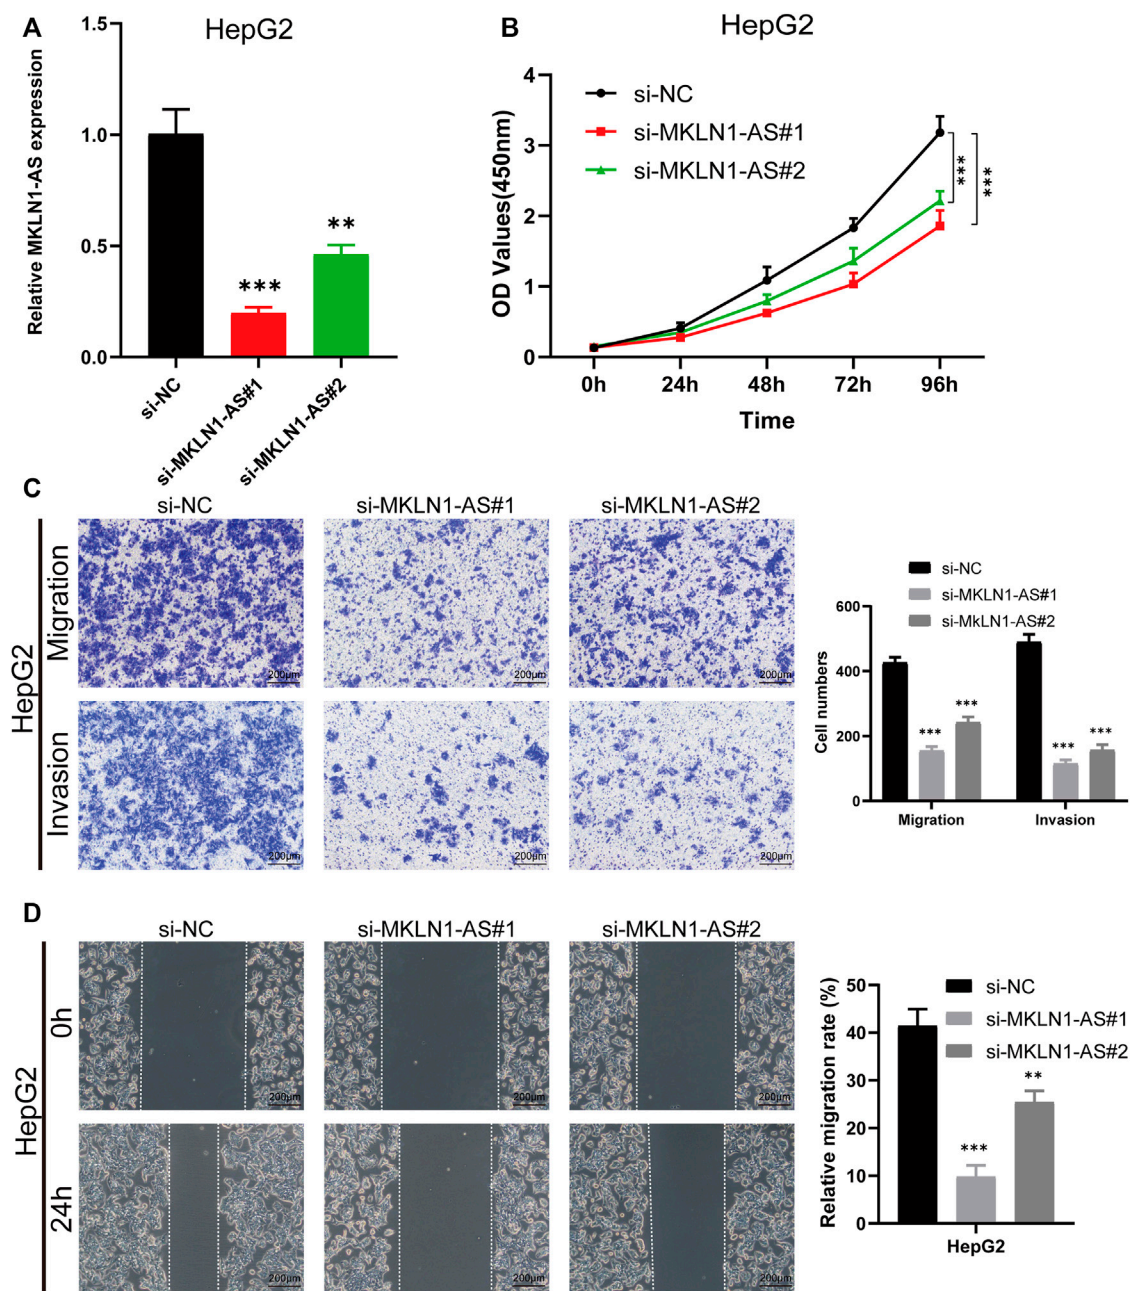 A
HepG2
Relative MKLN1-AS expression
1.5
1.0
0.5
0.0
***
**
si-NC
si-MKLN1-AS#1
si-MKLN1-AS#2
B
HepG2
OD Values(450nm)
4
3
2
1
0
si-NC
si-MKLN1-AS#1
si-MKLN1-AS#2
***
***
0h
24h
48h
72h
96h
Time
C
si-NC
si-MKLN1-AS#1
si-MKLN1-AS#2
HepG2
Migration
200μm
200μm
200μm
Invasion
200μm
200μm
200μm
si-NC
si-MKLN1-AS#1
si-MkLN1-AS#2
Cell numbers
600
400
200
0
***
***
***
***
Migration
Invasion
D
si-NC
si-MKLN1-AS#1
si-MKLN1-AS#2
HepG2
0h
200μm
200μm
200μm
24h
200μm
200μm
200μm
Relative migration rate (%)
50
40
30
20
10
0
si-NC
si-MKLN1-AS#1
si-MKLN1-AS#2
***
**
HepG2